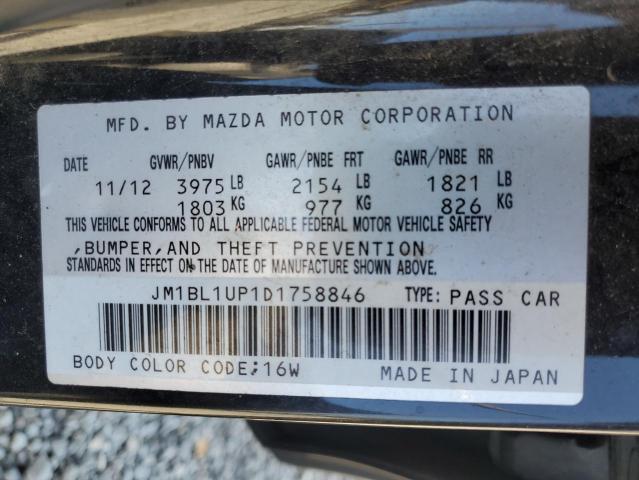 MFD. BY MAZDA MOTOR CORPORATION
DATE GVWR/PNBV GAWR/PNBE FRT GAWR/PNBE RR
11/12 3975 LB 2154 LB 1821 LB
1803 KG 977 KG 826 KG
THIS VEHICLE CONFORMS TO ALL APPLICABLE FEDERAL MOTOR VEHICLE SAFETY
,BUMPER,AND THEFT PREVENTION
STANDARDS IN EFFECT ON THE DATE OF MANUFACTURE SHOWN ABOVE.
JM1BL1UP1D1758846 TYPE: PASS CAR
BODY COLOR CODE:16W MADE IN JAPAN